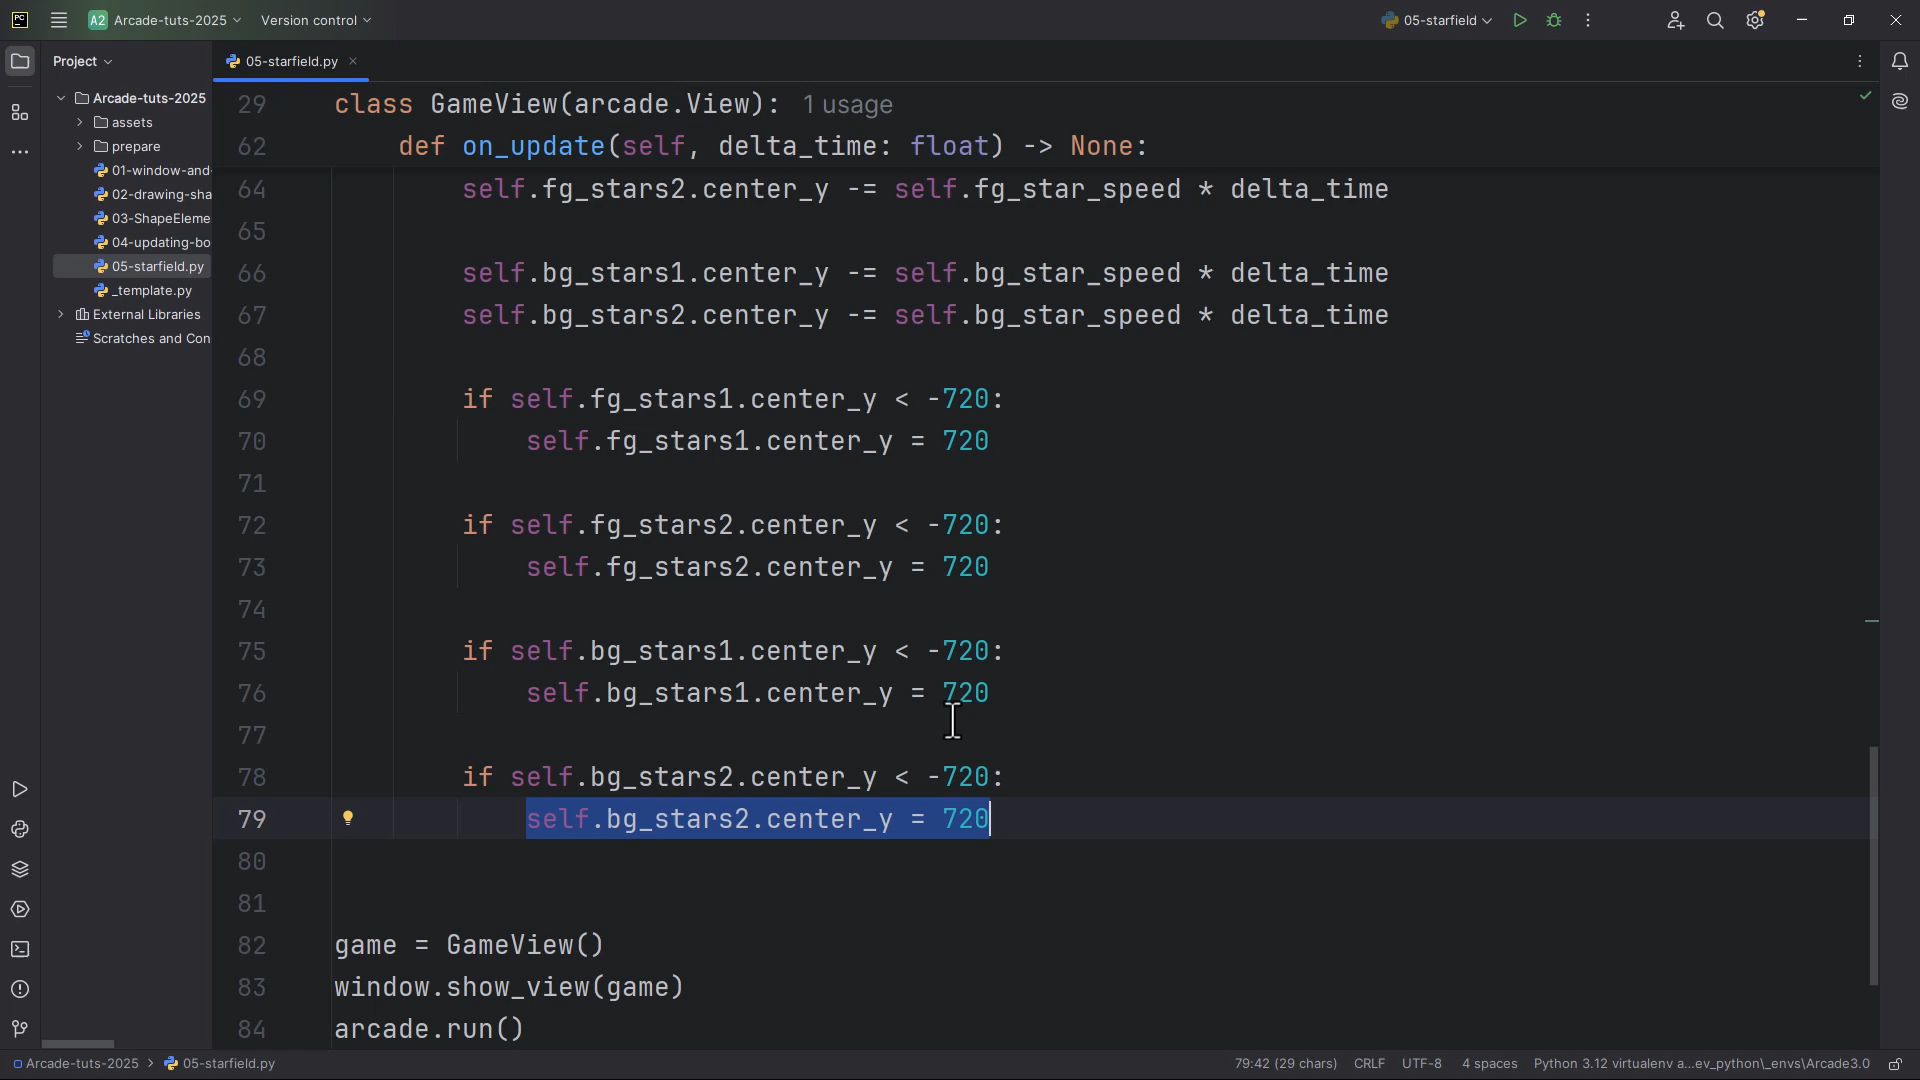 PC
A2 Arcade-tuts-2025
Version control
05-starfield
Project
05-starfield.py
Arcade-tuts-2025
assets
prepare
01-window-and-
02-drawing-sha
03-ShapeEleme
04-updating-bo
05-starfield.py
_template.py
External Libraries
Scratches and Con
29 class GameView(arcade.View): 1 usage
62 def on_update(self, delta_time: float) -> None:
64 self.fg_stars2.center_y -= self.fg_star_speed * delta_time
65
66 self.bg_stars1.center_y -= self.bg_star_speed * delta_time
67 self.bg_stars2.center_y -= self.bg_star_speed * delta_time
68
69 if self.fg_stars1.center_y < -720:
70 self.fg_stars1.center_y = 720
71
72 if self.fg_stars2.center_y < -720:
73 self.fg_stars2.center_y = 720
74
75 if self.bg_stars1.center_y < -720:
76 self.bg_stars1.center_y = 720
77
78 if self.bg_stars2.center_y < -720:
79 self.bg_stars2.center_y = 720
80
81
82 game = GameView()
83 window.show_view(game)
84 arcade.run()
Arcade-tuts-2025 > 05-starfield.py
79:42 (29 chars) CRLF UTF-8 4 spaces Python 3.12 virtualenv a...ev_python\_envs\Arcade3.0